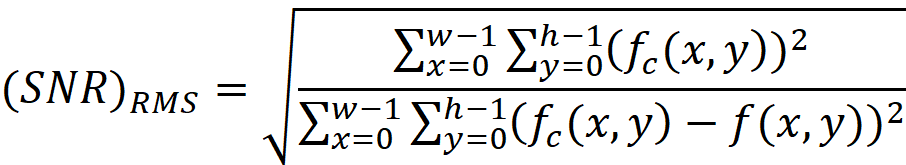 (SNR)_{RMS} = \sqrt{\frac{\sum_{x=0}^{w-1} \sum_{y=0}^{h-1} (f_c(x, y))^2}{\sum_{x=0}^{w-1} \sum_{y=0}^{h-1} (f_c(x, y) - f(x, y))^2}}